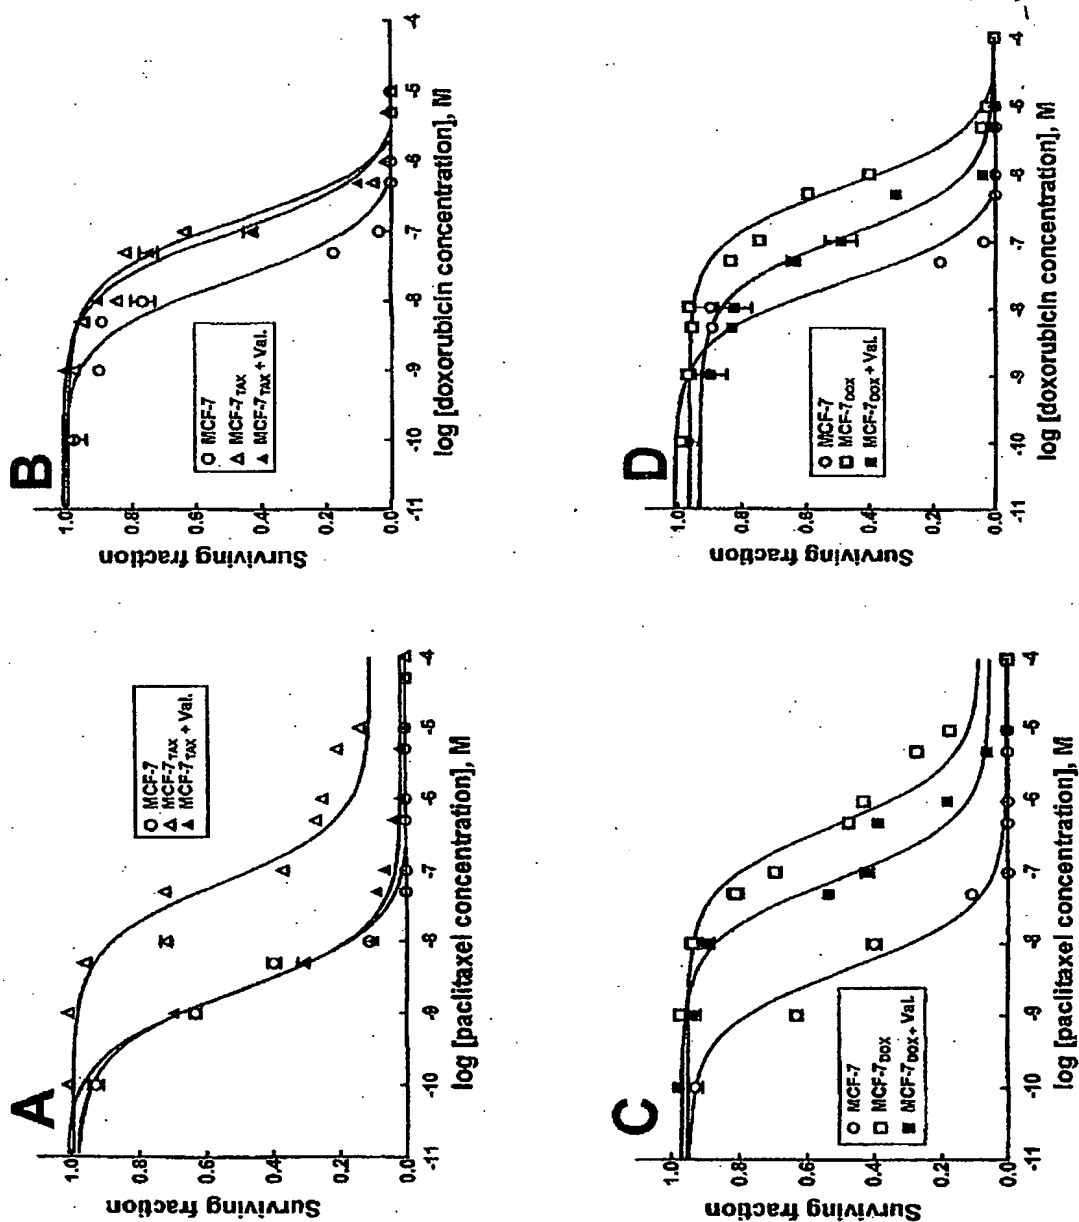 A
Surviving fraction
1.0
0.8
0.6
0.4
0.2
0.0
-11
-10
-9
-8
-7
-6
-5
-4
log [paclitaxel concentration], M
MCF-7
MCF-7TAX
MCF-7TAX + Val.
B
Surviving fraction
1.0
0.8
0.6
0.4
0.2
0.0
-11
-10
-9
-8
-7
-6
-5
-4
log [doxorubicin concentration], M
MCF-7
MCF-7TAX
MCF-7TAX + Val.
C
Surviving fraction
1.0
0.8
0.6
0.4
0.2
0.0
-11
-10
-9
-8
-7
-6
-5
-4
log [paclitaxel concentration], M
MCF-7
MCF-7DOX
MCF-7DOX + Val.
D
Surviving fraction
1.0
0.8
0.6
0.4
0.2
0.0
-11
-10
-9
-8
-7
-6
-5
-4
log [doxorubicin concentration], M
MCF-7
MCF-7DOX
MCF-7DOX + Val.